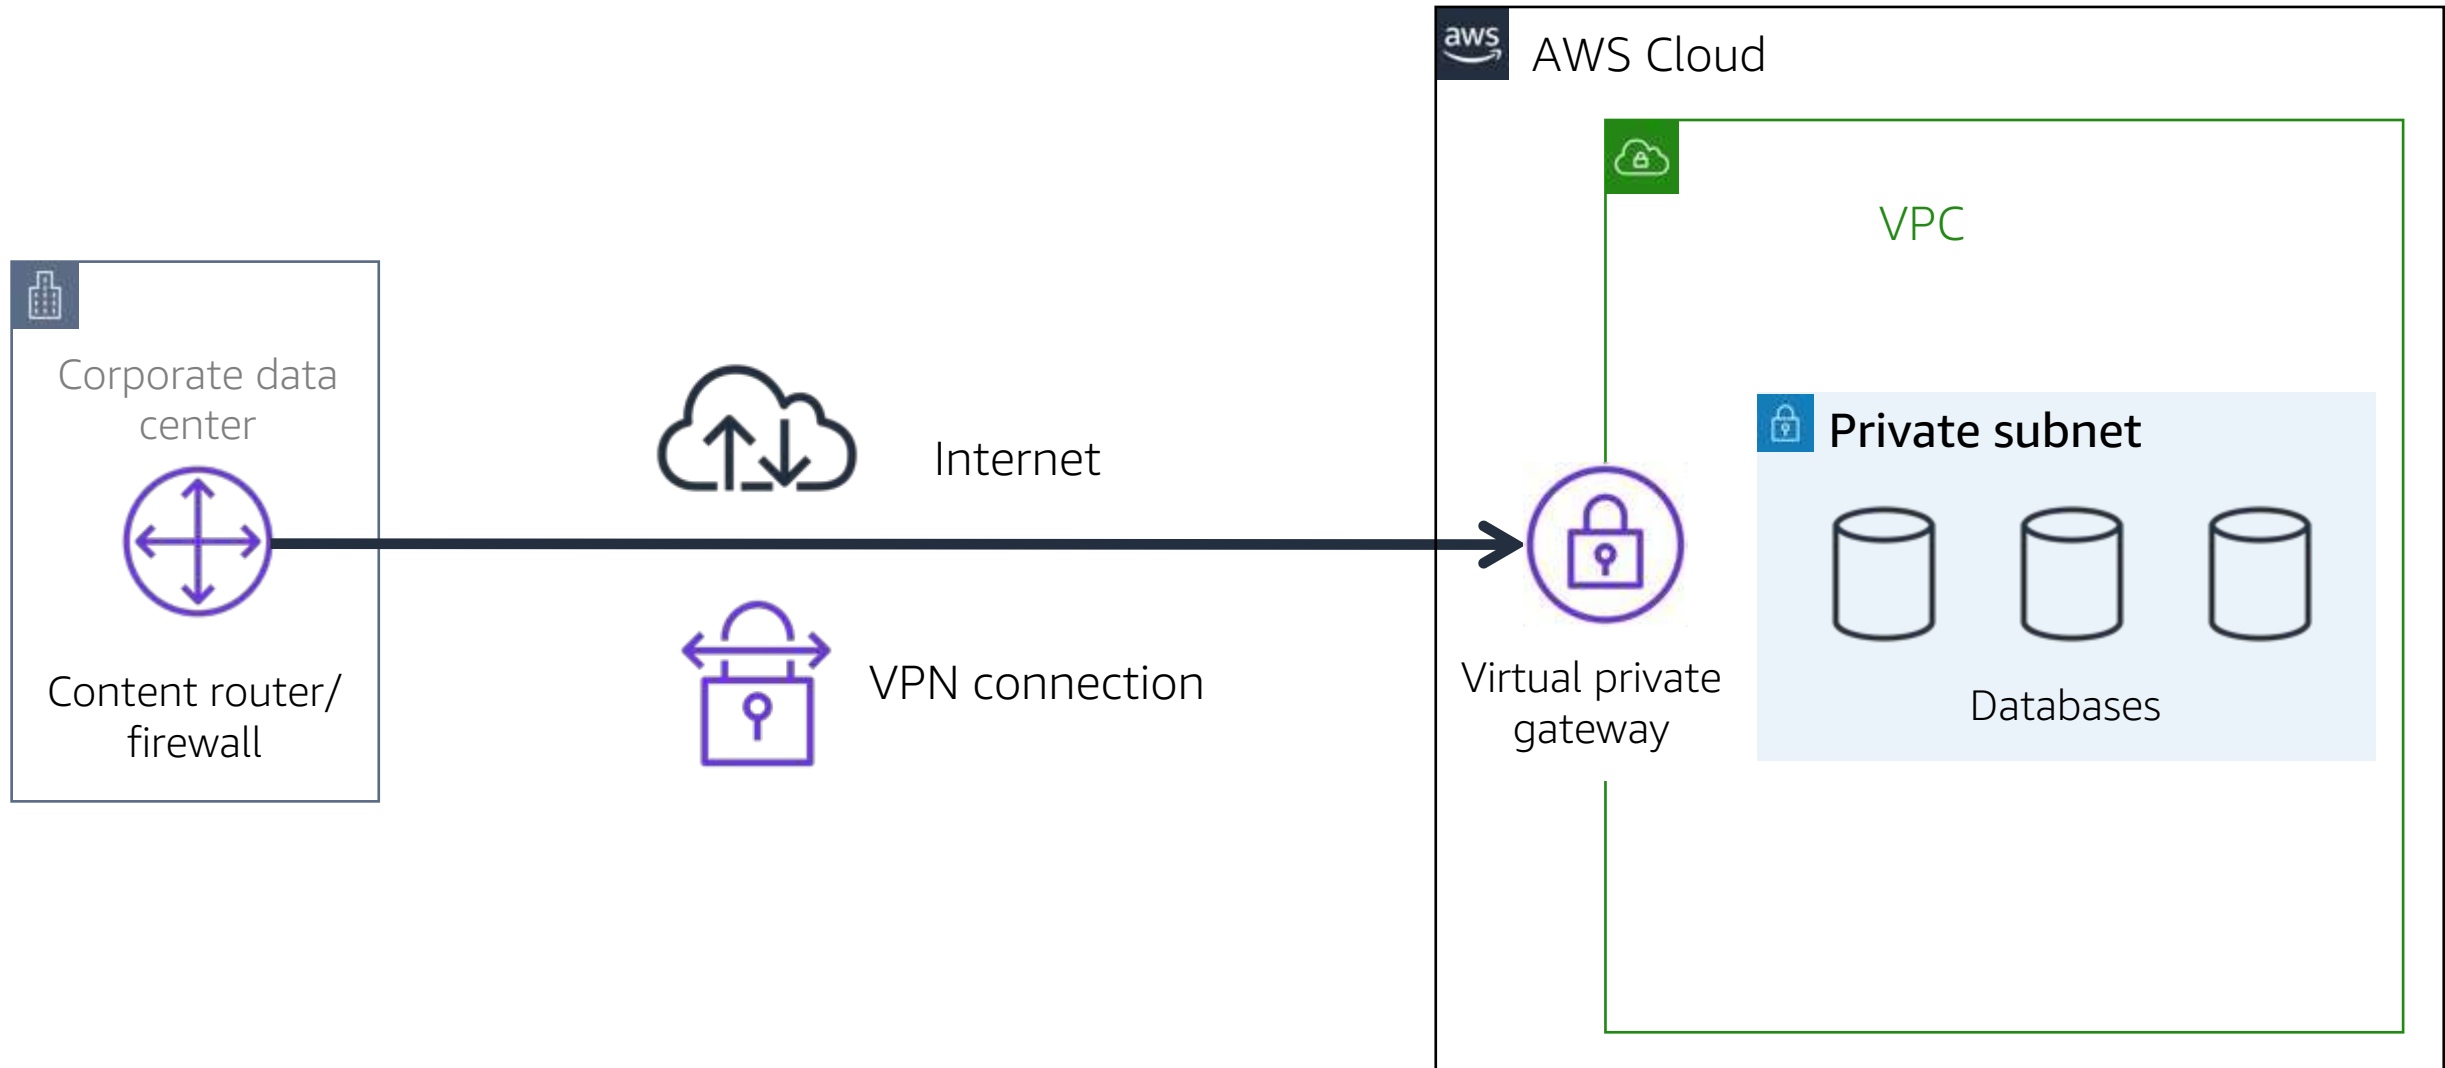 aws
AWS Cloud
VPC
Corporate data
center
Private subnet
Internet
Content router/
firewall
VPN connection
Virtual private
gateway
Databases